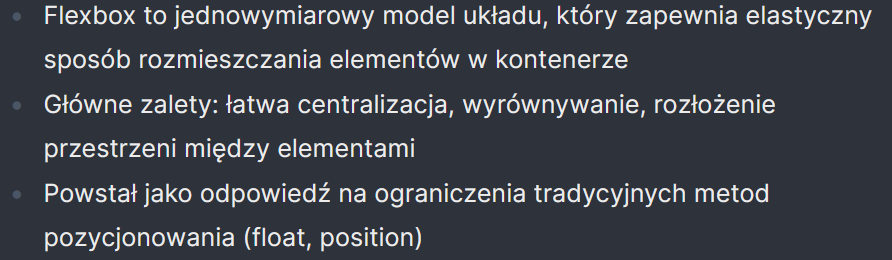 Flexbox to jednowymiarowy model układu, który zapewnia elastyczny
sposób rozmieszczania elementów w kontenerze
Główne zalety: łatwa centralizacja, wyrównywanie, rozłożenie
przestrzeni między elementami
Powstał jako odpowiedź na ograniczenia tradycyjnych metod
pozycjonowania (float, position)